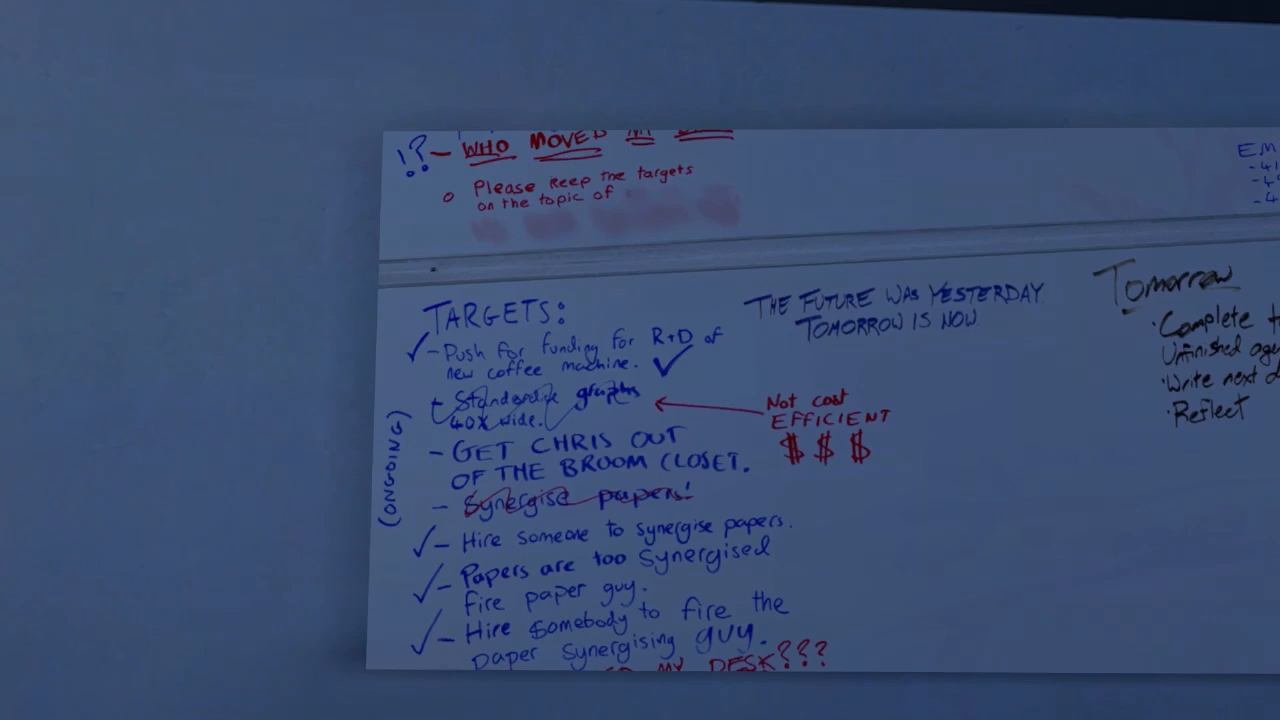 !?
- WHO MOVED MY
o Please keep the targets
on the topic of
EM
TARGETS:
✓ - Push for funding for R+D of
new coffee machine. ✓
- Standardise graphs
40% wide.
- GET CHRIS OUT
OF THE BROOM CLOSET.
(ONGOING)
- Synergise papers!
✓ - Hire someone to synergise papers.
✓ - Papers are too synergised
fire paper guy.
✓ - Hire somebody to fire the
paper synergising guy.
MY DESK???
THE FUTURE WAS YESTERDAY
TOMORROW IS NOW
Not cost
EFFICIENT
$ $ $
Tomorrow
· Complete
Unfinished
· Write next
· Reflect